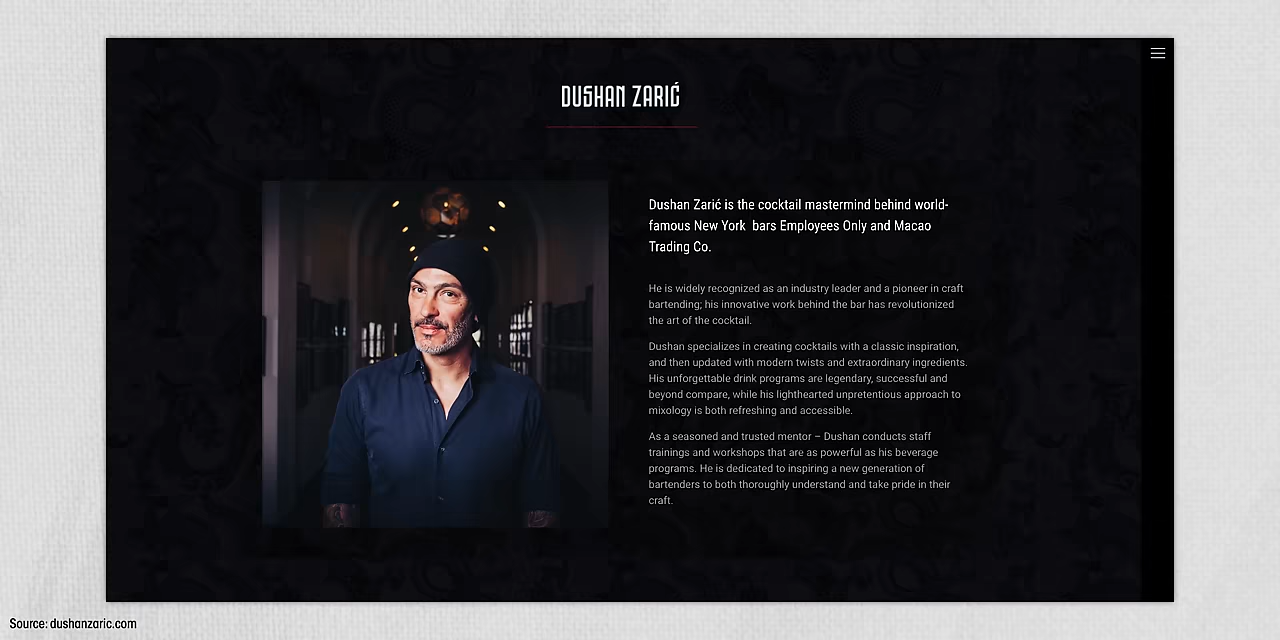 DUSHAN ZARIĆ
Dushan Zarić is the cocktail mastermind behind world-
famous New York  bars Employees Only and Macao
Trading Co.
He is widely recognized as an industry leader and a pioneer in craft
bartending; his innovative work behind the bar has revolutionized
the art of the cocktail.
Dushan specializes in creating cocktails with a classic inspiration,
and then updated with modern twists and extraordinary ingredients.
His unforgettable drink programs are legendary, successful and
beyond compare, while his lighthearted unpretentious approach to
mixology is both refreshing and accessible.
As a seasoned and trusted mentor – Dushan conducts staff
trainings and workshops that are as powerful as his beverage
programs. He is dedicated to inspiring a new generation of
bartenders to both thoroughly understand and take pride in their
craft.
Source: dushanzaric.com